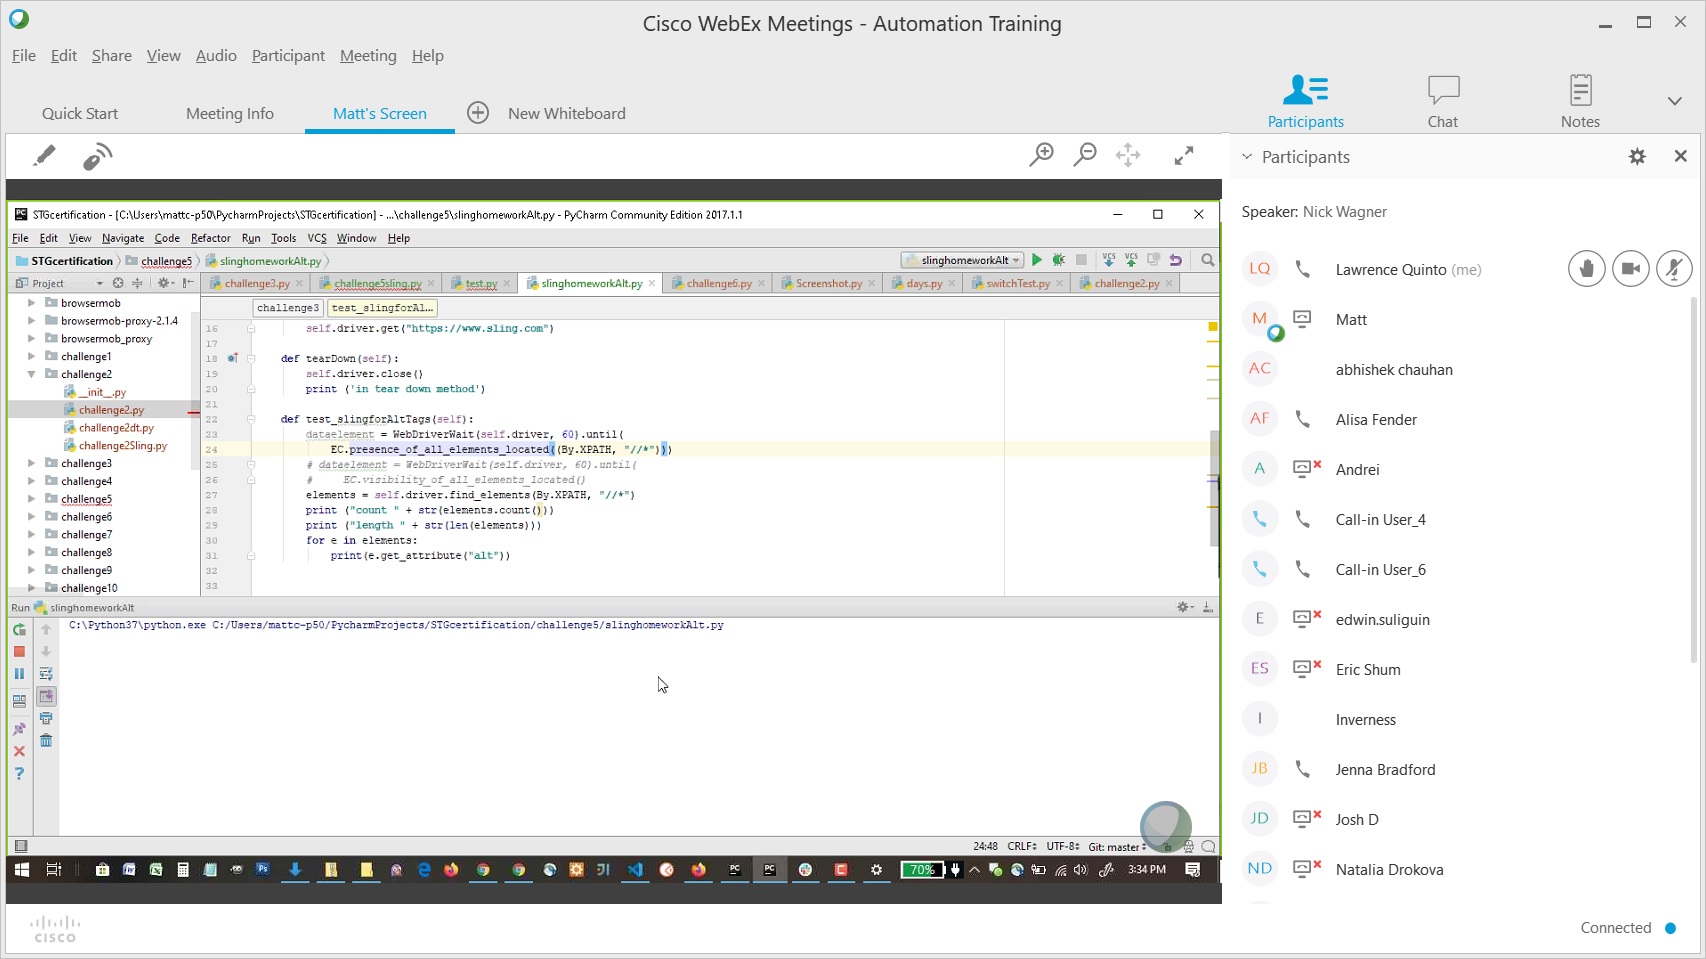 Cisco WebEx Meetings - Automation Training
File Edit Share View Audio Participant Meeting Help
Quick Start Meeting Info Matt's Screen New Whiteboard
Participants Chat Notes
Participants
Speaker: Nick Wagner
LQ Lawrence Quinto (me)
M Matt
AC abhishek chauhan
AF Alisa Fender
A Andrei
Call-in User_4
Call-in User_6
E edwin.suliguin
ES Eric Shum
I Inverness
JB Jenna Bradford
JD Josh D
ND Natalia Drokova
Connected
STGcertification - [C:\Users\mattc-p50\PycharmProjects\STGcertification] - ...\challenge5\slinghomeworkAlt.py - PyCharm Community Edition 2017.1.1
File Edit View Navigate Code Refactor Run Tools VCS Window Help
STGcertification challenge5 slinghomeworkAlt.py
slinghomeworkAlt VCS VCS
Project
challenge3.py challenge5sling.py test.py slinghomeworkAlt.py challenge6.py Screenshot.py days.py switchTest.py challenge2.py
challenge3 test_slingforAl...
browsermob
browsermob-proxy-2.1.4
browsermob_proxy
challenge1
challenge2
__init__.py
challenge2.py
challenge2dt.py
challenge2Sling.py
challenge3
challenge4
challenge5
challenge6
challenge7
challenge8
challenge9
challenge10
16 self.driver.get("https://www.sling.com")
17
18 def tearDown(self):
19 self.driver.close()
20 print ('in tear down method')
21
22 def test_slingforAltTags(self):
23 dataelement = WebDriverWait(self.driver, 60).until(
24 EC.presence_of_all_elements_located((By.XPATH, "//*")))
25 # dataelement = WebDriverWait(self.driver, 60).until(
26 # EC.visibility_of_all_elements_located()
27 elements = self.driver.find_elements(By.XPATH, "//*")
28 print ("count " + str(elements.count()))
29 print ("length " + str(len(elements)))
30 for e in elements:
31 print(e.get_attribute("alt"))
32
33
Run slinghomeworkAlt
C:\Python37\python.exe C:/Users/mattc-p50/PycharmProjects/STGcertification/challenge5/slinghomeworkAlt.py
24:48 CRLF UTF-8 Git: master
70% 3:34 PM
CISCO